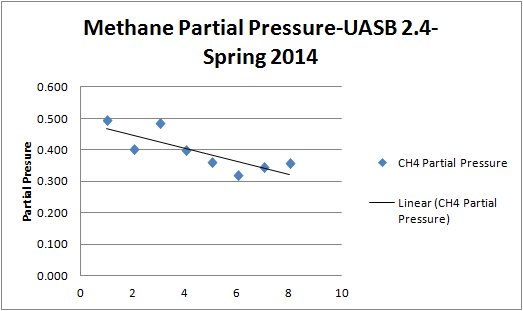 Methane Partial Pressure-UASB 2.4-
Spring 2014
Partial Pressure
0.600
0.500
0.400
0.300
0.200
0.100
0.000
0 2 4 6 8 10
CH4 Partial Pressure
Linear (CH4 Partial
Pressure)